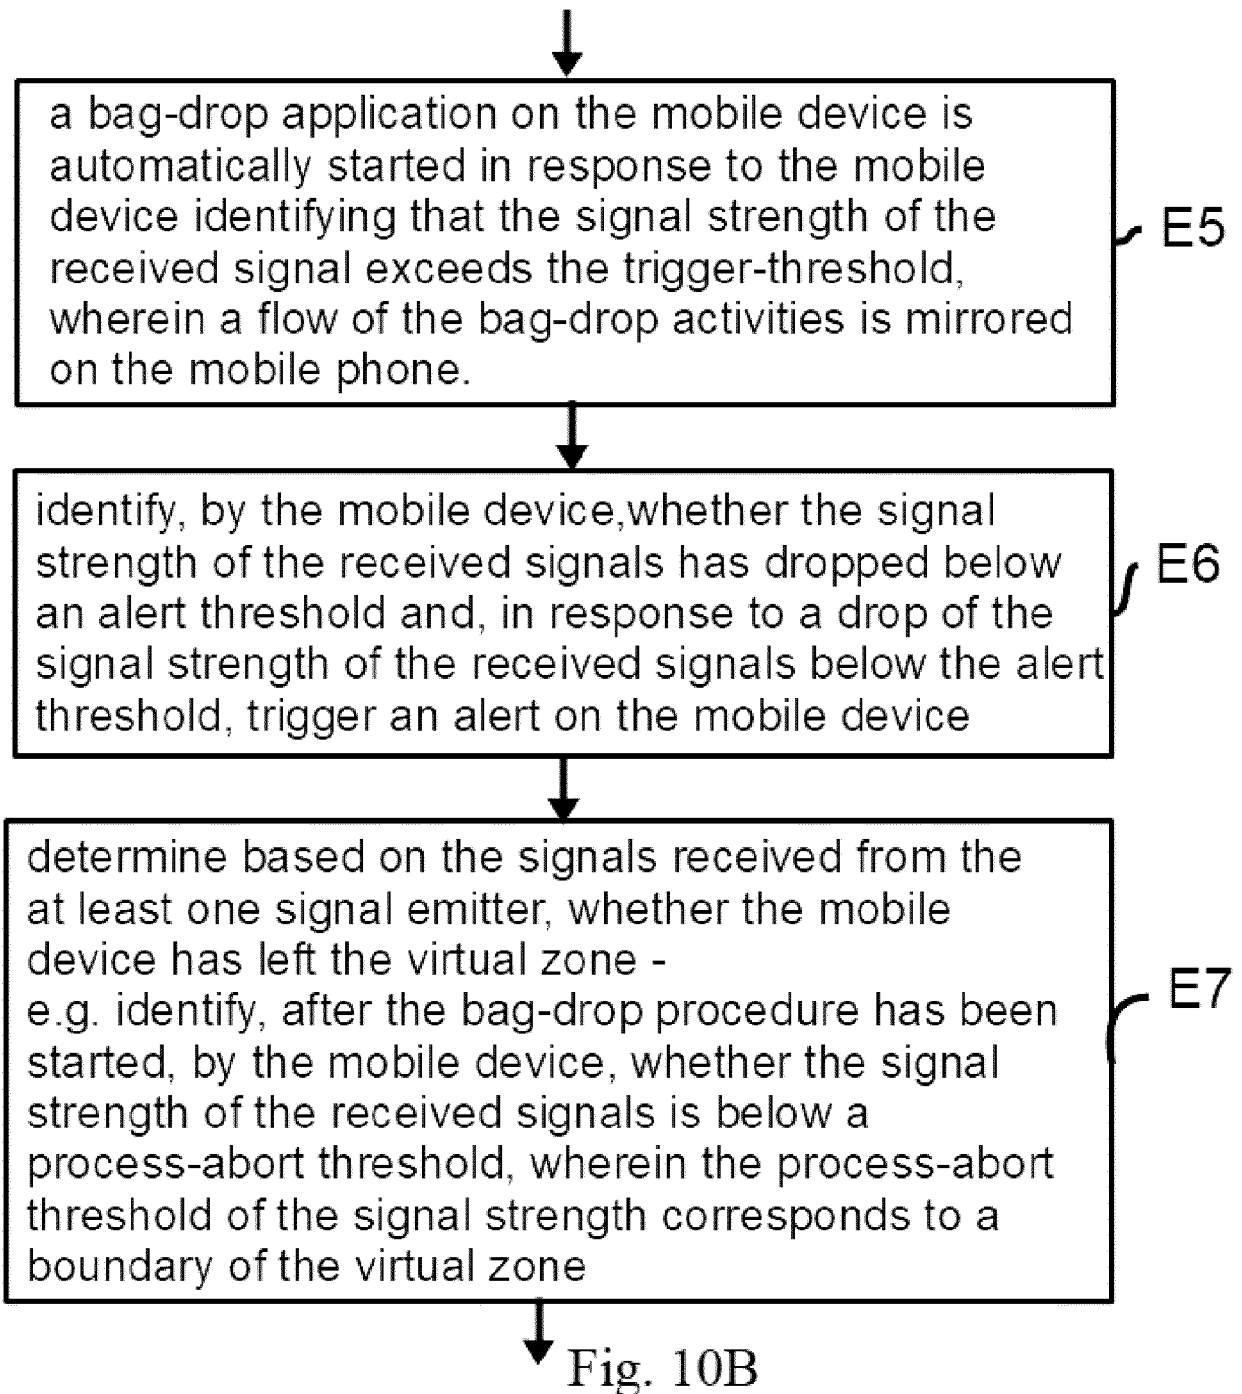 a bag-drop application on the mobile device is
automatically started in response to the mobile
device identifying that the signal strength of the
received signal exceeds the trigger-threshold,
wherein a flow of the bag-drop activities is mirrored
on the mobile phone.
E5
identify, by the mobile device,whether the signal
strength of the received signals has dropped below
an alert threshold and, in response to a drop of the
signal strength of the received signals below the alert
threshold, trigger an alert on the mobile device
E6
determine based on the signals received from the
at least one signal emitter, whether the mobile
device has left the virtual zone -
e.g. identify, after the bag-drop procedure has been
started, by the mobile device, whether the signal
strength of the received signals is below a
process-abort threshold, wherein the process-abort
threshold of the signal strength corresponds to a
boundary of the virtual zone
E7
Fig. 10B